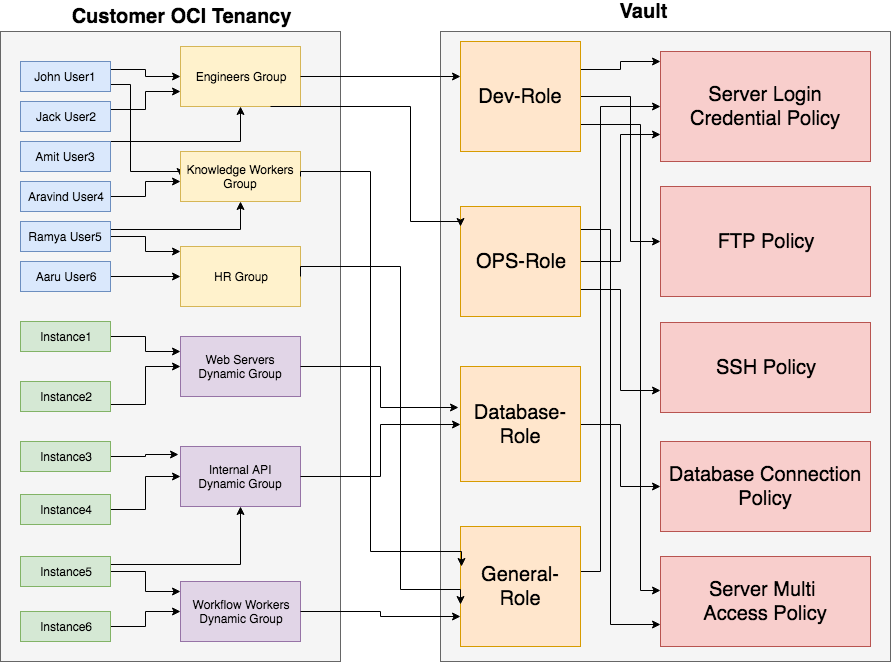 Customer OCI Tenancy
Vault
John User1
Jack User2
Amit User3
Aravind User4
Ramya User5
Aaru User6
Instance1
Instance2
Instance3
Instance4
Instance5
Instance6
Engineers Group
Knowledge Workers
Group
HR Group
Web Servers
Dynamic Group
Internal API
Dynamic Group
Workflow Workers
Dynamic Group
Dev-Role
OPS-Role
Database-
Role
General-
Role
Server Login
Credential Policy
FTP Policy
SSH Policy
Database Connection
Policy
Server Multi
Access Policy